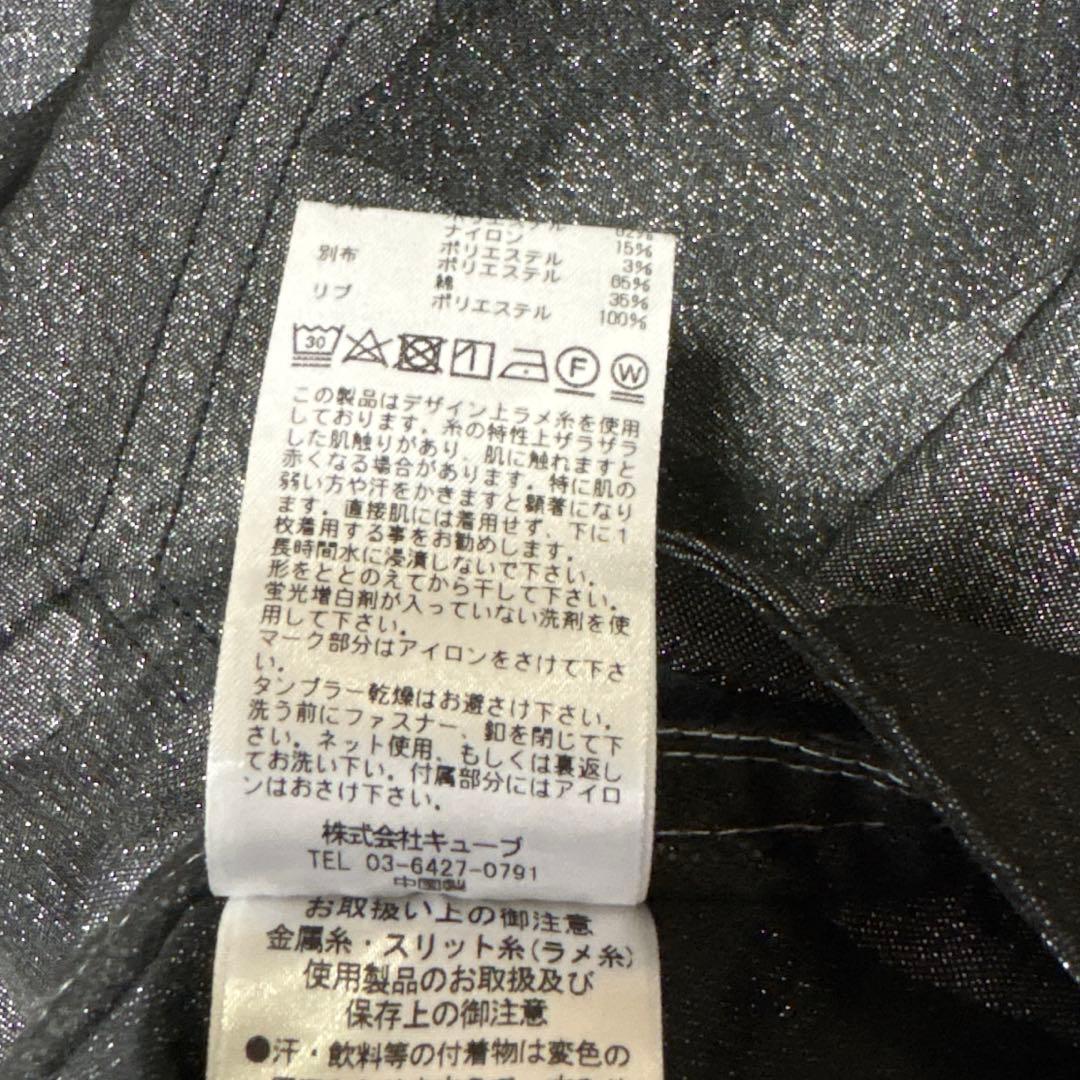 82%
ナイロン 15%
別布 ポリエステル 3%
ポリエステル 65%
綿 35%
リブ ポリエステル 100%
30 F W
この製品はデザイン上ラメ糸を使用
しております。糸の特性上ザラザラ
した肌触りがあり、肌に触れますと
赤くなる場合があります。特に肌の
弱い方や汗をかきますと顕著になり
ます。直接肌には着用せず、下に1
枚着用する事をお勧めします。
長時間水に浸漬しないで下さい。
形をととのえてから干して下さい。
蛍光増白剤が入っていない洗剤を使
用して下さい。
マーク部分はアイロンをさけて下さ
い。
タンブラー乾燥はお避さけ下さい。
洗う前にファスナー、釦を閉じて下
さい。ネット使用、もしくは裏返し
てお洗い下い。付属部分にはアイロ
ンはおさけ下さい。
株式会社キューブ
TEL 03-6427-0791
中国製
お取扱い上の御注意
金属糸・スリット糸(ラメ糸)
使用製品のお取扱及び
保存上の御注意
●汗・飲料等の付着物は変色の